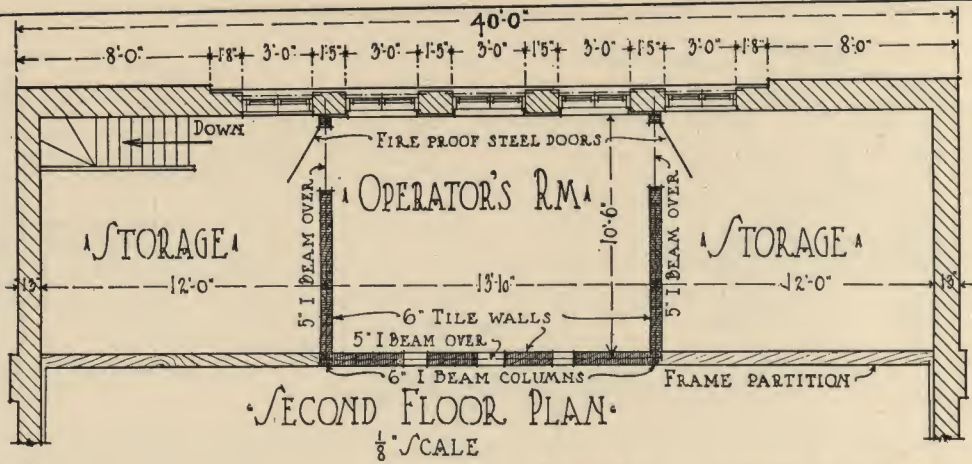 40'-0"
8'-0" 1'8" 3'-0" 1'-5" 3'-0" 1'-5" 3'-0" 1'5" 3'-0" 1'-5" 3'-0" 1'8" 8'-0"
DOWN
FIRE PROOF STEEL DOORS
OPERATOR'S RM
STORAGE
5" I BEAM OVER
10'-6"
5" I BEAM OVER
STORAGE
13" 12'-0" 13'-10" 12'-0" 13"
6" TILE WALLS
5" I BEAM OVER
6" I BEAM COLUMNS
FRAME PARTITION
SECOND FLOOR PLAN
1/8" SCALE